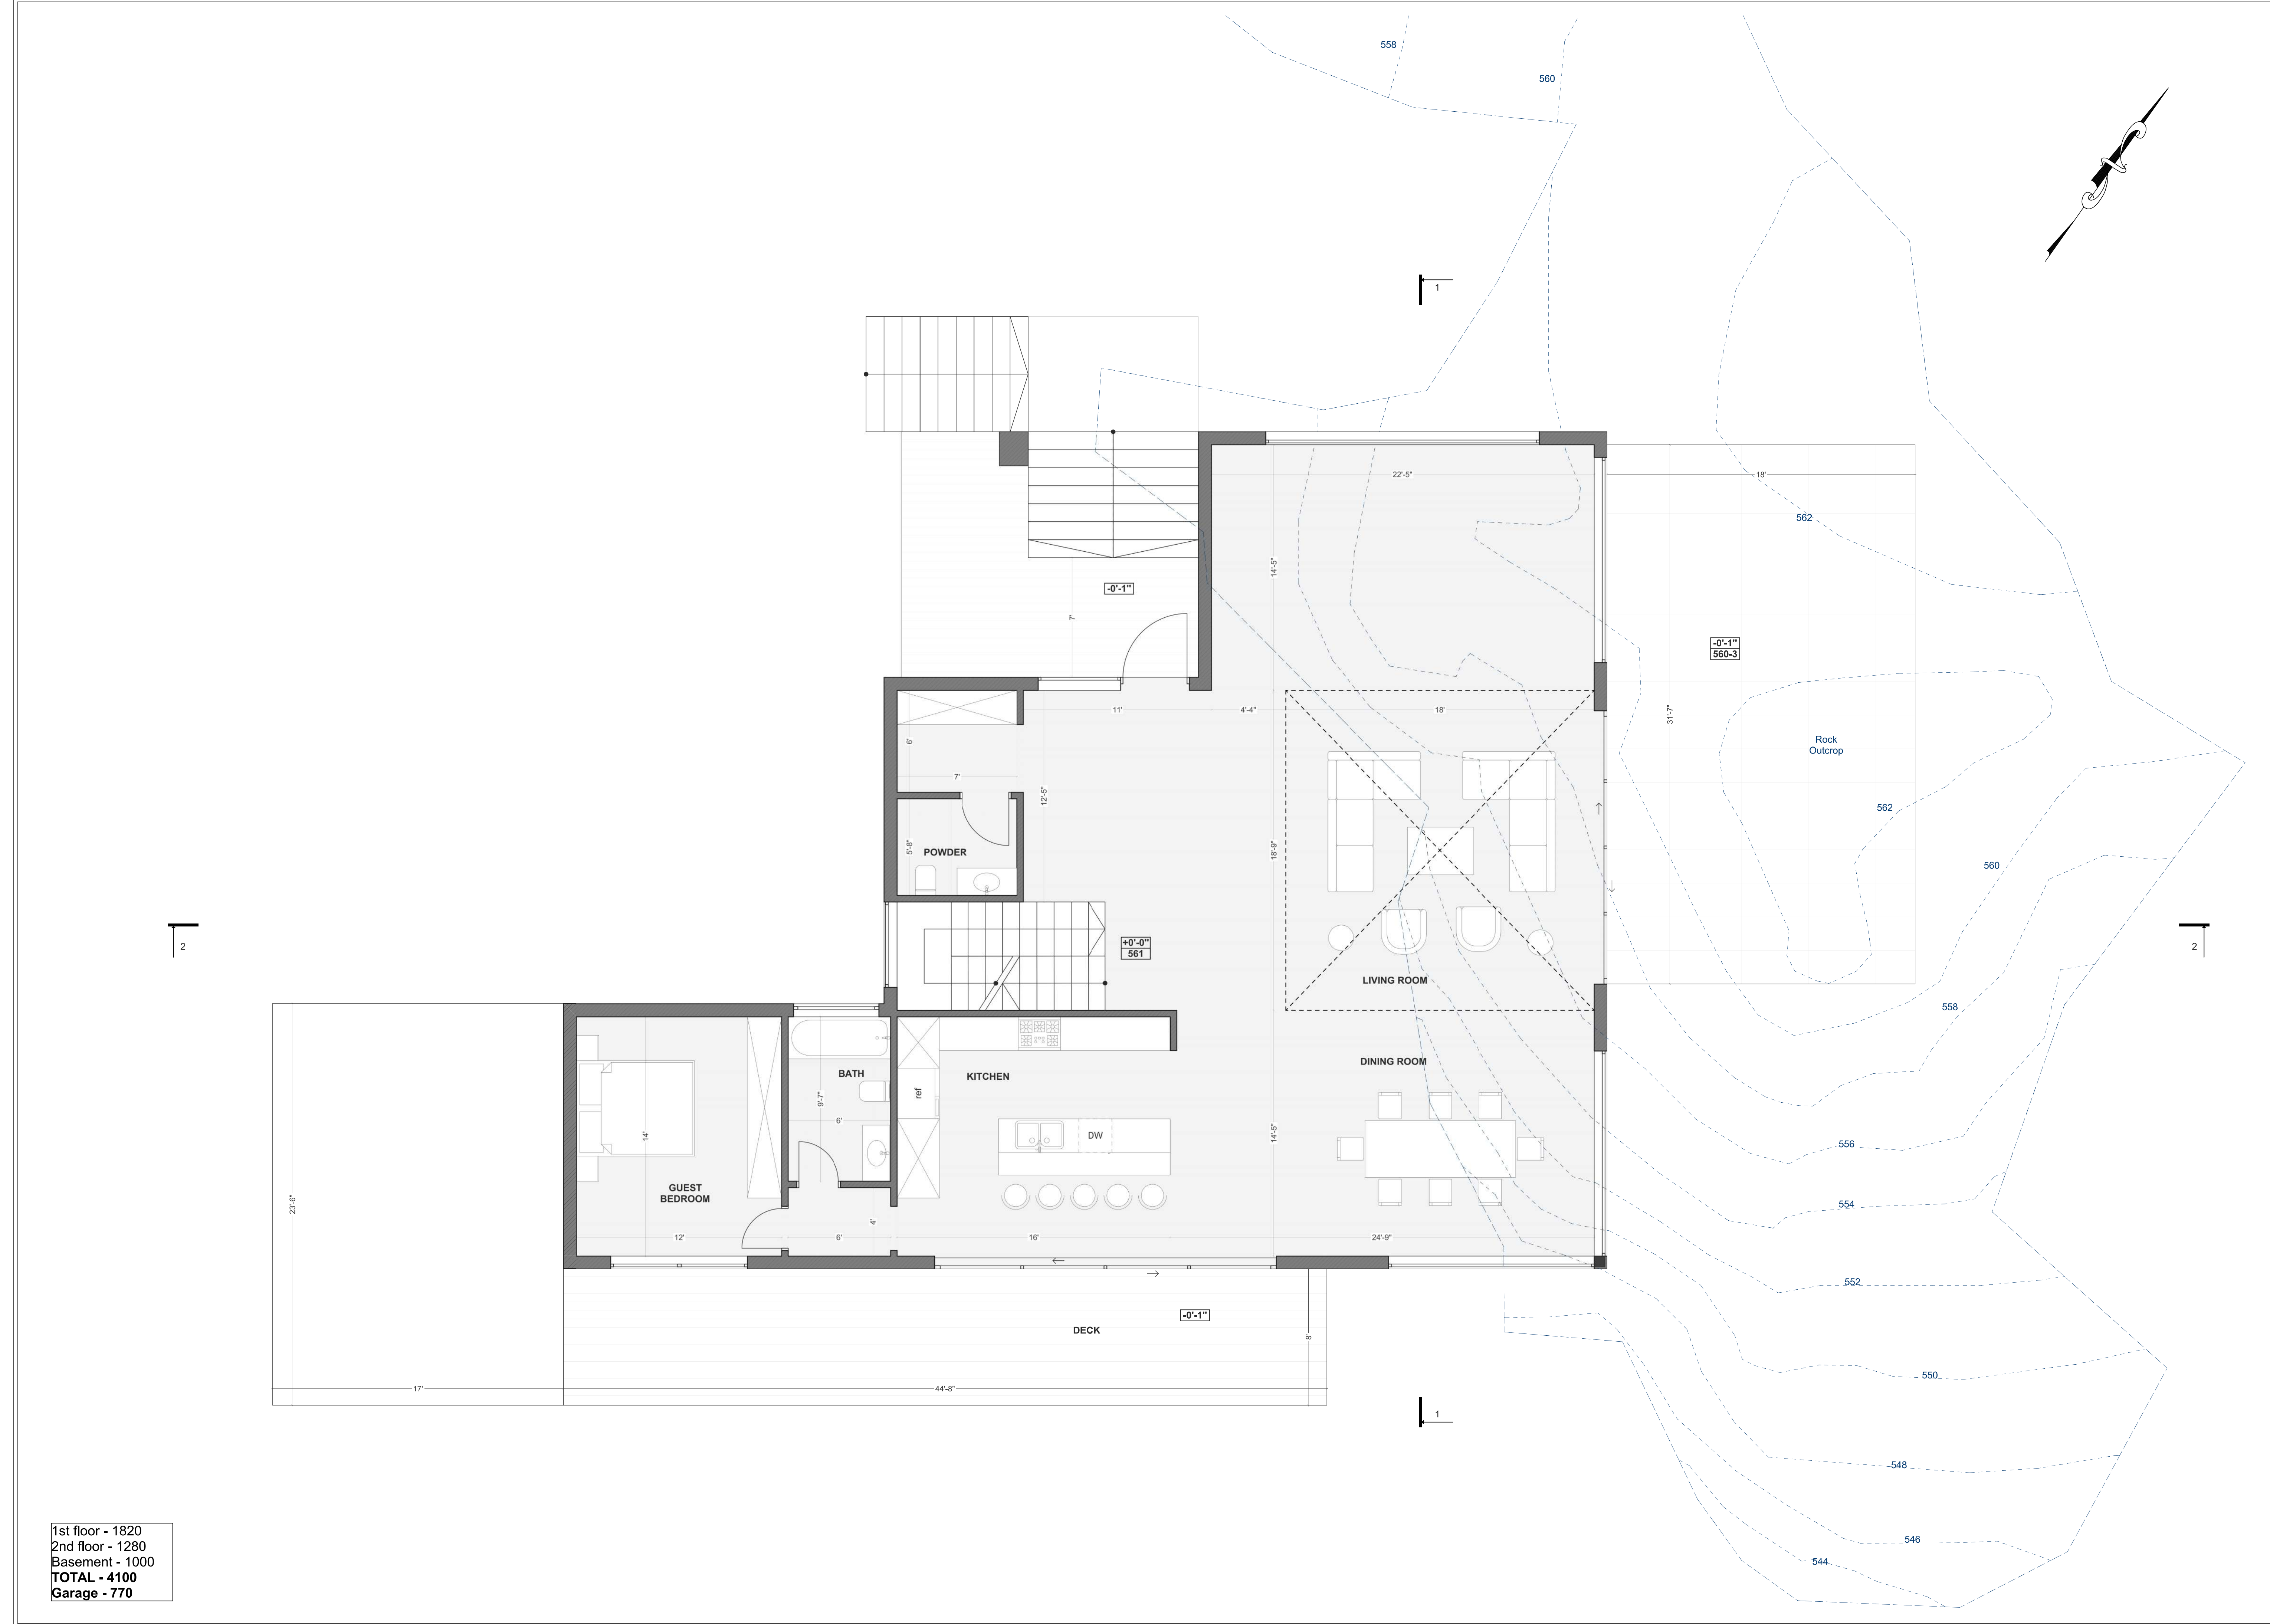 558
560
1
22'-5"
18'
562
14'-5"
-0'-1"
7'
-0'-1"
560-3
11'
4'-4"
18'
31'-7"
6'
Rock
Outcrop
7'
12'-5"
562
5'-8"
POWDER
18'-9"
560
2
+0'-0"
561
2
LIVING ROOM
558
DINING ROOM
BATH
KITCHEN
ref
9'-7"
6'
14'
DW
14'-5"
556
GUEST
BEDROOM
23'-6"
554
4'
12'
6'
16'
24'-9"
552
-0'-1"
DECK
8'
550
17'
44'-8"
1
548
546
544
1st floor - 1820
2nd floor - 1280
Basement - 1000
TOTAL - 4100
Garage - 770